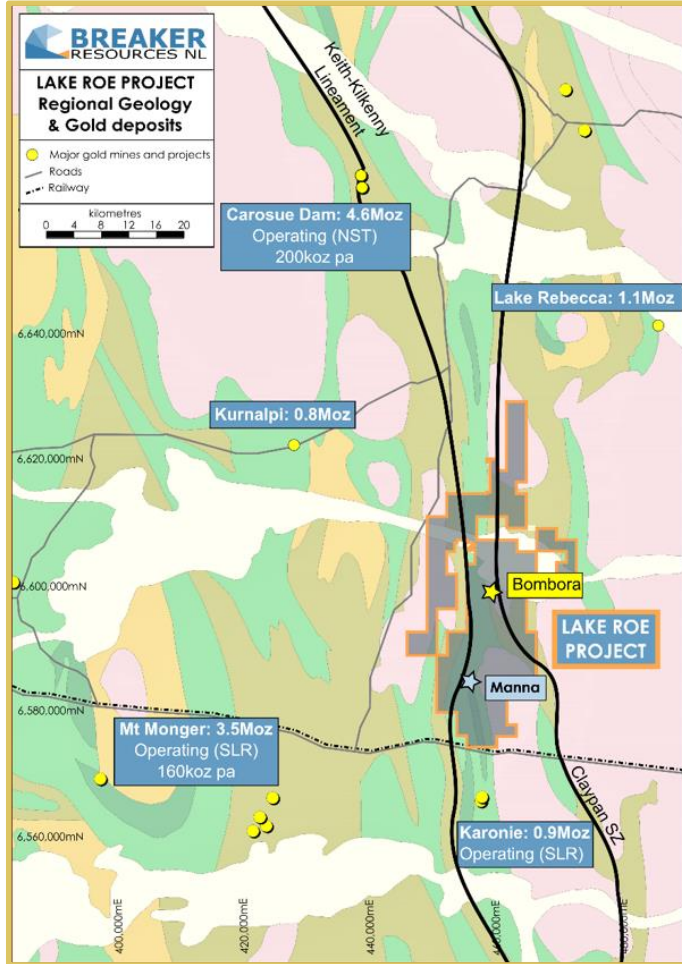 BREAKER
RESOURCES NL
LAKE ROE PROJECT
Regional Geology
& Gold deposits
Major gold mines and projects
Roads
Railway
kilometres
0 4 8 12 16 20
Keith-Kilkenny
Lineament
Carosue Dam: 4.6Moz
Operating (NST)
200koz pa
Lake Rebecca: 1.1Moz
6,640,000mN
Kurnalpi: 0.8Moz
6,620,000mN
6,600,000mN
Bombora
LAKE ROE
PROJECT
Manna
6,580,000mN
Mt Monger: 3.5Moz
Operating (SLR)
160koz pa
Claypan SZ
Karonie: 0.9Moz
Operating (SLR)
6,560,000mN
400,000mE
420,000mE
440,000mE
460,000mE
480,000mE